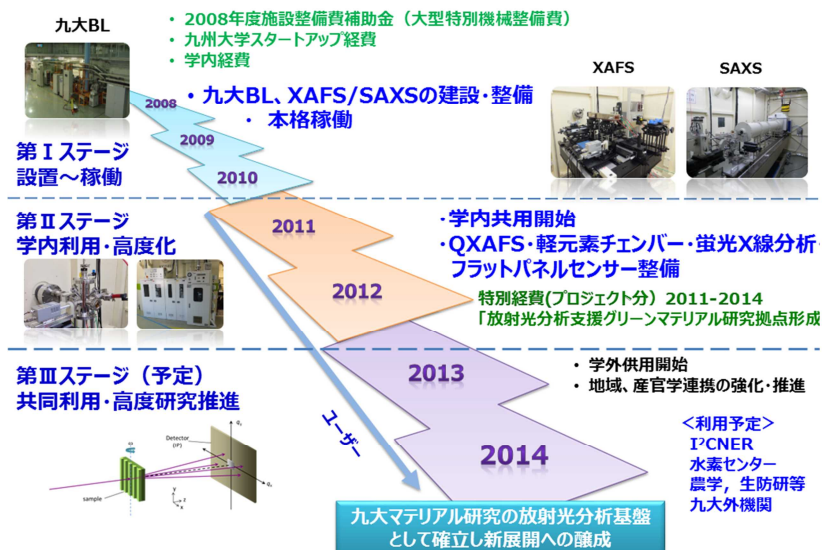 九大BL
• 2008年度施設整備費補助金（大型特別機械整備費）
• 九州大学スタートアップ経費
• 学内経費
XAFS
SAXS
2008
• 九大BL、XAFS/SAXSの建設・整備
• 本格稼働
2009
第Ⅰステージ
設置～稼働
2010
第Ⅱステージ
学内利用・高度化
2011
・学内共用開始
・QXAFS・軽元素チェンバー・蛍光X線分析・
フラットパネルセンサー整備
2012
特別経費(プロジェクト分）2011-2014
「放射光分析支援グリーンマテリアル研究拠点形成
第Ⅲステージ（予定）
共同利用・高度研究推進
2013
• 学外供用開始
• 地域、産官学連携の強化・推進
ユーザー
Detector
(IP)
sample
2014
＜利用予定＞
I²CNER
水素センター
農学，生防研等
九大外機関
九大マテリアル研究の放射光分析基盤
として確立し新展開への醸成